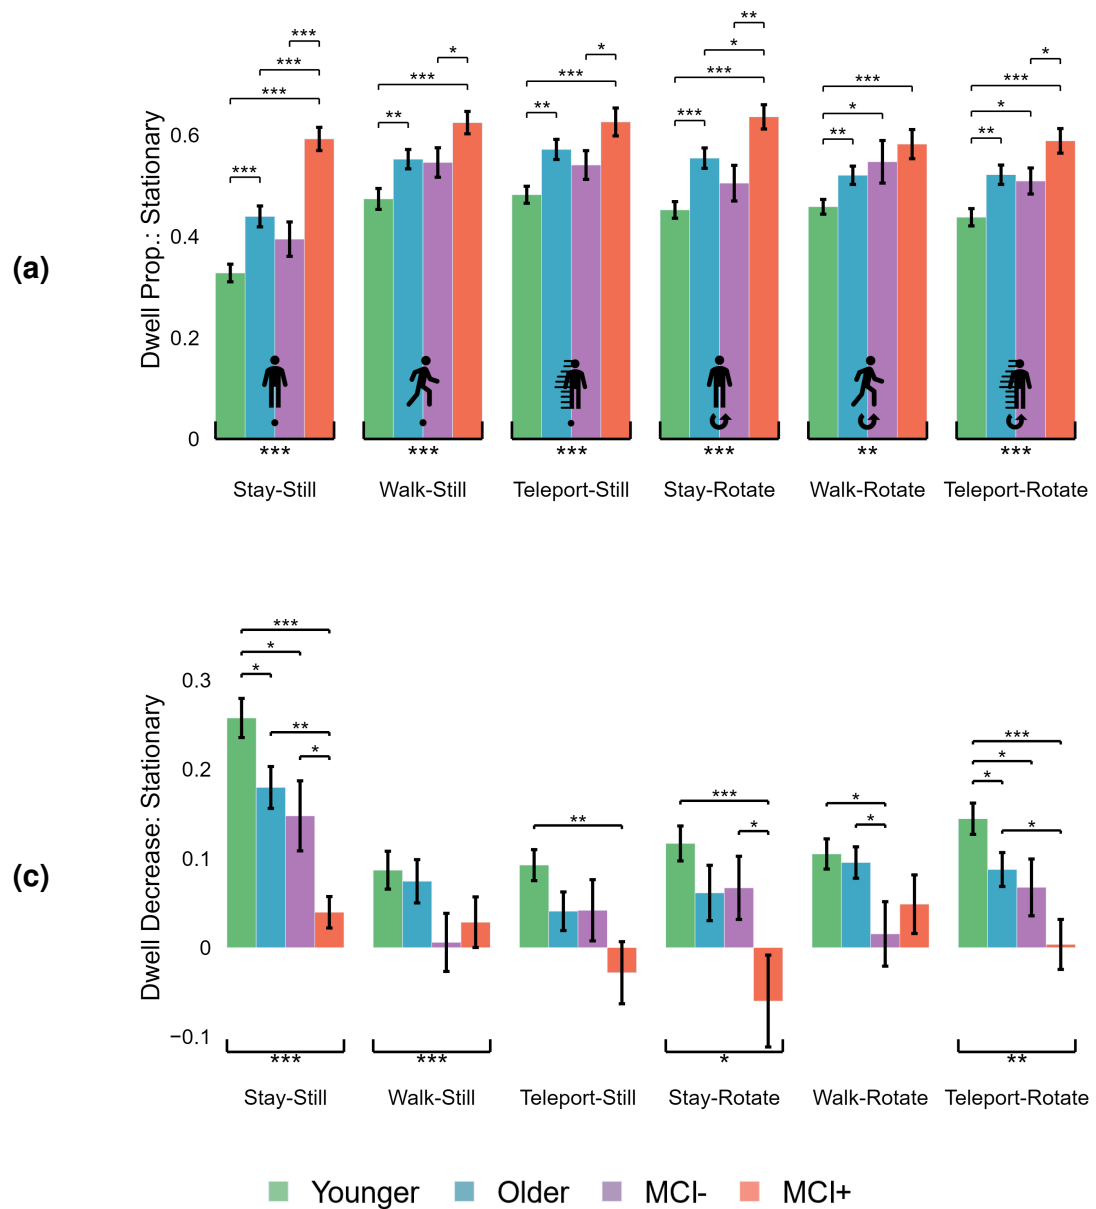 (a)
Dwell Prop.: Stationary
*** * * **
*** *** *** * *** *
*** *** *** *** *** ***
** ** *** * *
0.6
*** ** **
0.4
0.2
0
*** *** *** *** ** ***
Stay-Still Walk-Still Teleport-Still Stay-Rotate Walk-Rotate Teleport-Rotate
(c)
Dwell Decrease: Stationary
***
*
*
0.3
** ***
* *
0.2
*** * *
** * * *
0.1
0
−0.1
*** *** * **
Stay-Still Walk-Still Teleport-Still Stay-Rotate Walk-Rotate Teleport-Rotate
Younger Older MCI- MCI+